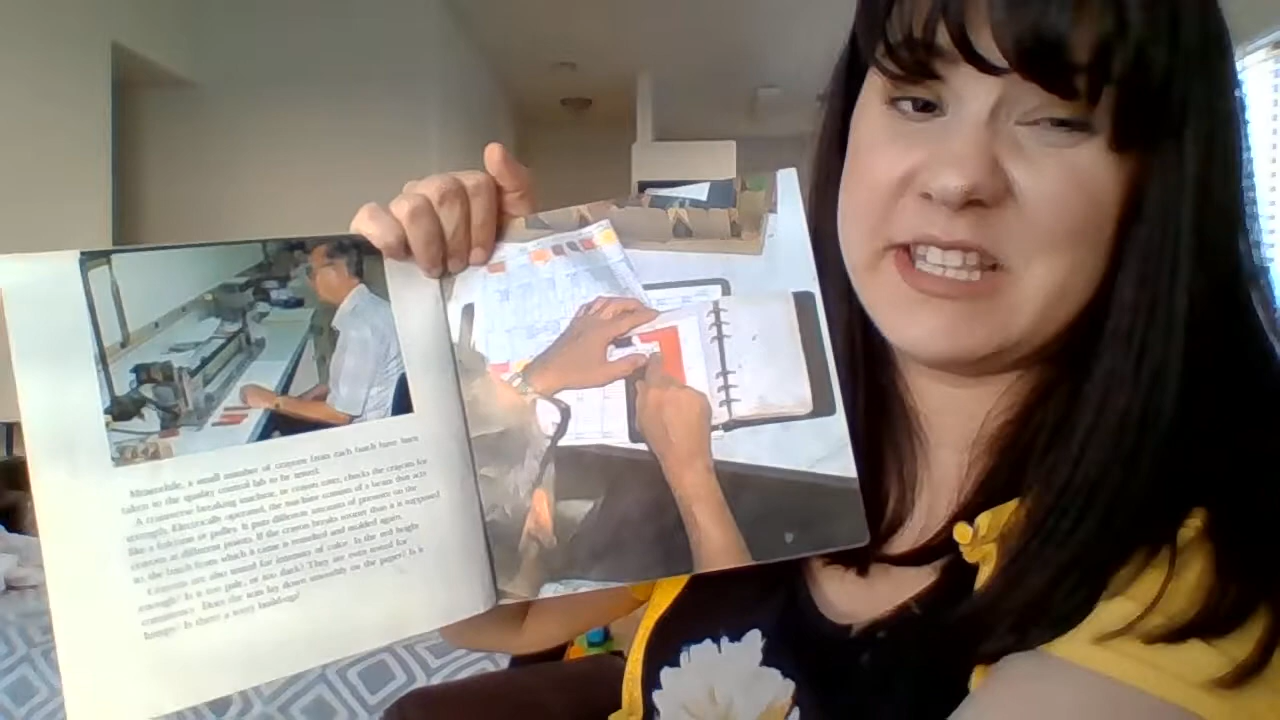 Meanwhile, a small number of crayons from each batch have been
taken to the quality control lab to be tested.
A transverse breaking machine, or crayon tester, checks the crayons for
strength. Electrically operated, the machine consists of a beam that acts
like a fulcrum or pulley. It puts different amounts of pressure on the
crayons at different points. If the crayon breaks sooner than it is supposed
to, the batch from which it came is remelted and molded again.
Crayons are also tested for intensity of color. Is the red bright
enough? Is it too pale, or too dark? They are even tested for
consistency. Does the wax lay down smoothly on the paper? Is it
lumpy? Is there a waxy buildup?